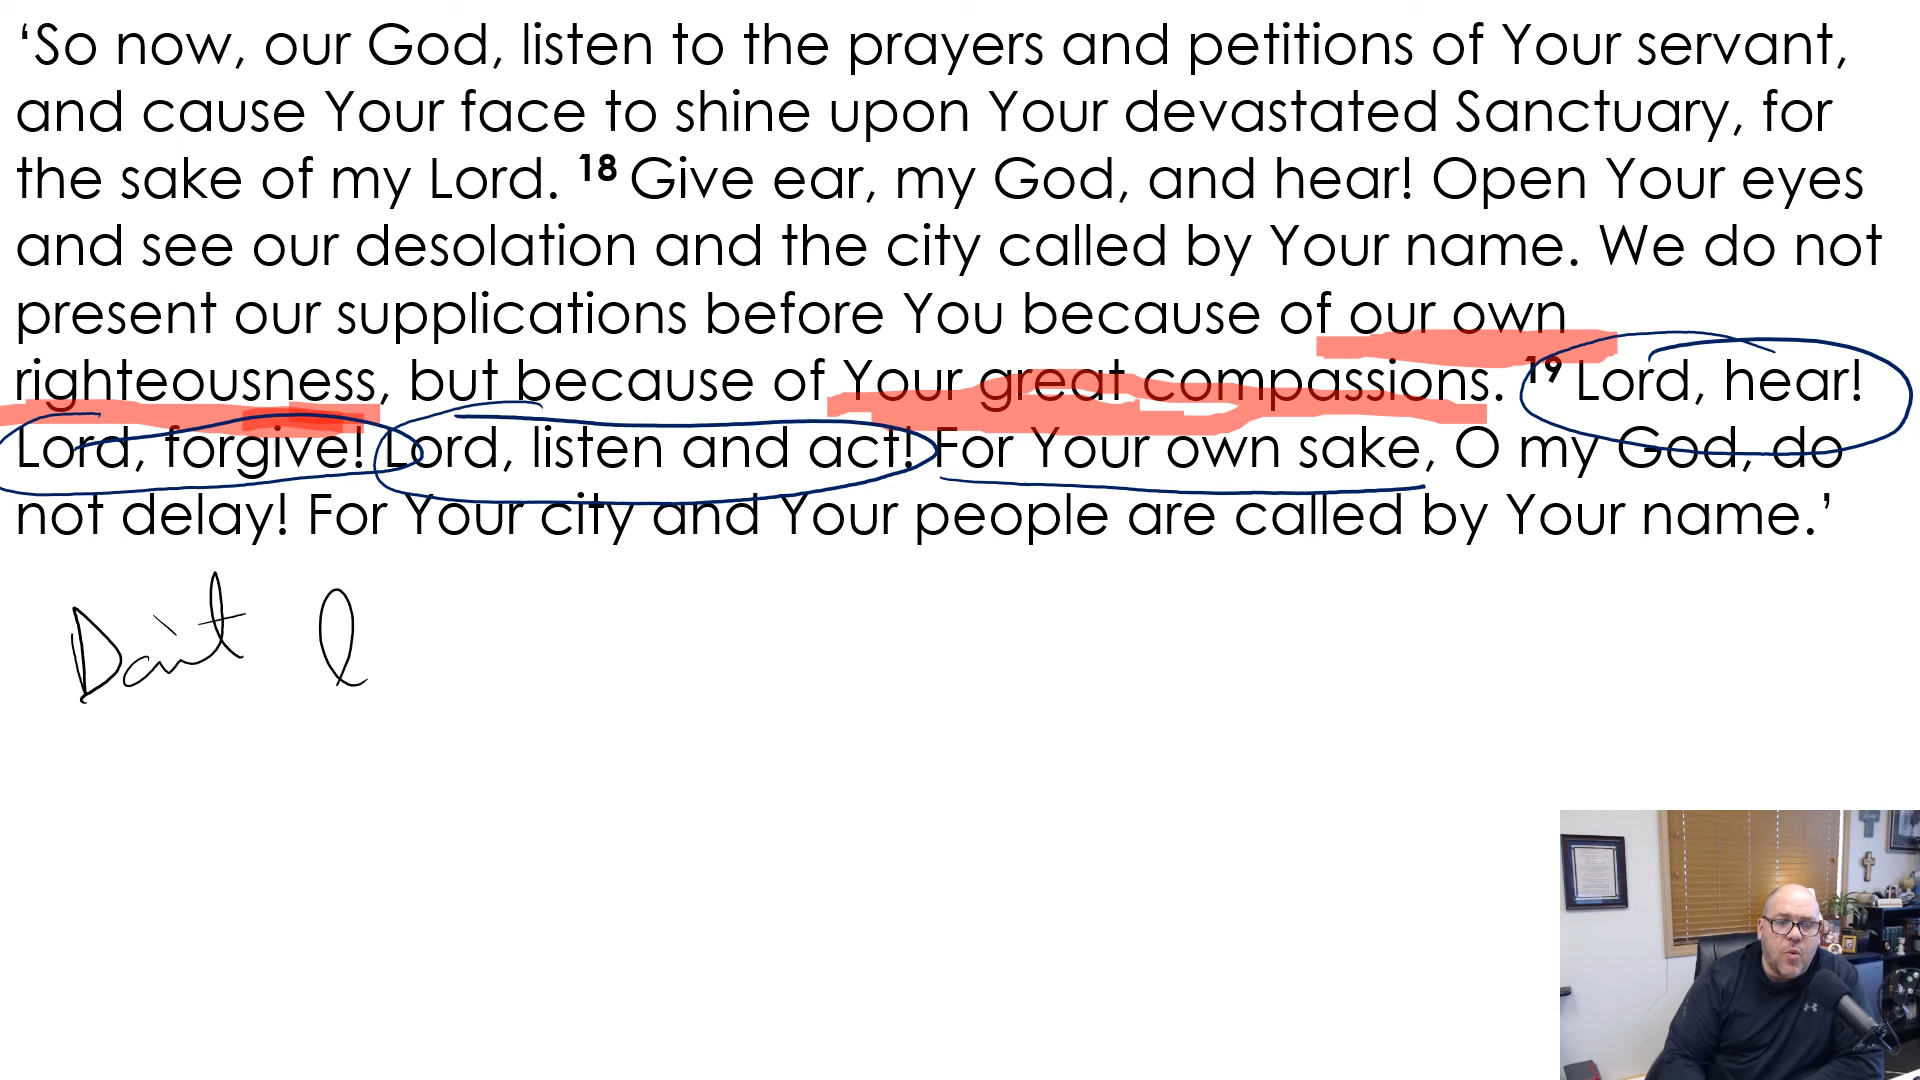 ‘So now, our God, listen to the prayers and petitions of Your servant,
and cause Your face to shine upon Your devastated Sanctuary, for
the sake of my Lord. 18 Give ear, my God, and hear! Open Your eyes
and see our desolation and the city called by Your name. We do not
present our supplications before You because of our own
righteousness, but because of Your great compassions. 19 Lord, hear!
Lord, forgive! Lord, listen and act! For Your own sake, O my God, do
not delay! For Your city and Your people are called by Your name.’